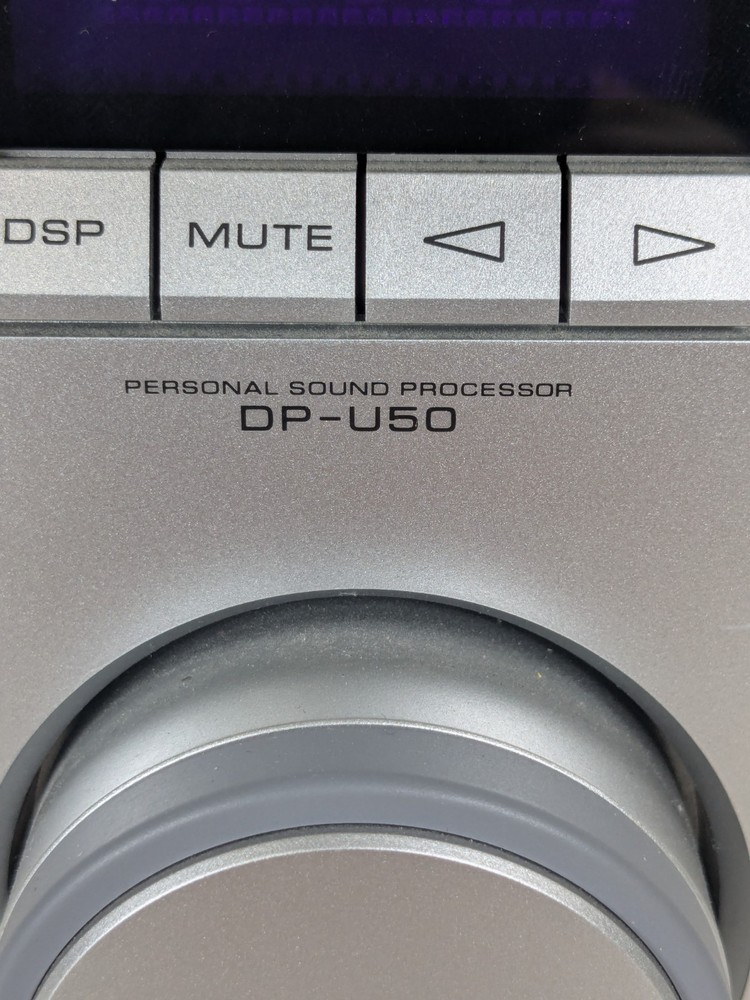 DSP MUTE
PERSONAL SOUND PROCESSOR
DP-U50